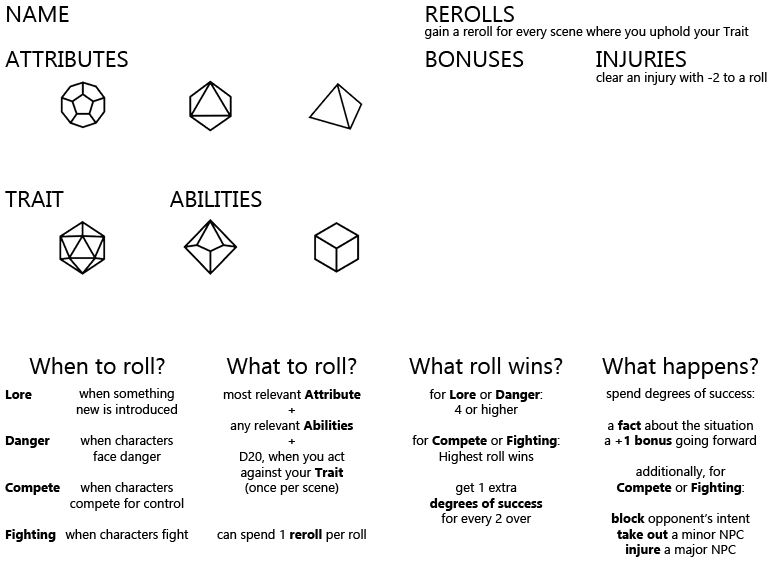 NAME
REROLLS
gain a reroll for every scene where you uphold your Trait
ATTRIBUTES
BONUSES
INJURIES
clear an injury with -2 to a roll
TRAIT
ABILITIES
When to roll?
Lore when something
new is introduced
Danger when characters
face danger
Compete when characters
compete for control
Fighting when characters fight
What to roll?
most relevant Attribute
+
any relevant Abilities
+
D20, when you act
against your Trait
(once per scene)
can spend 1 reroll per roll
What roll wins?
for Lore or Danger:
4 or higher
for Compete or Fighting:
Highest roll wins
get 1 extra
degrees of success
for every 2 over
What happens?
spend degrees of success:
a fact about the situation
a +1 bonus going forward
additionally, for
Compete or Fighting:
block opponent's intent
take out a minor NPC
injure a major NPC